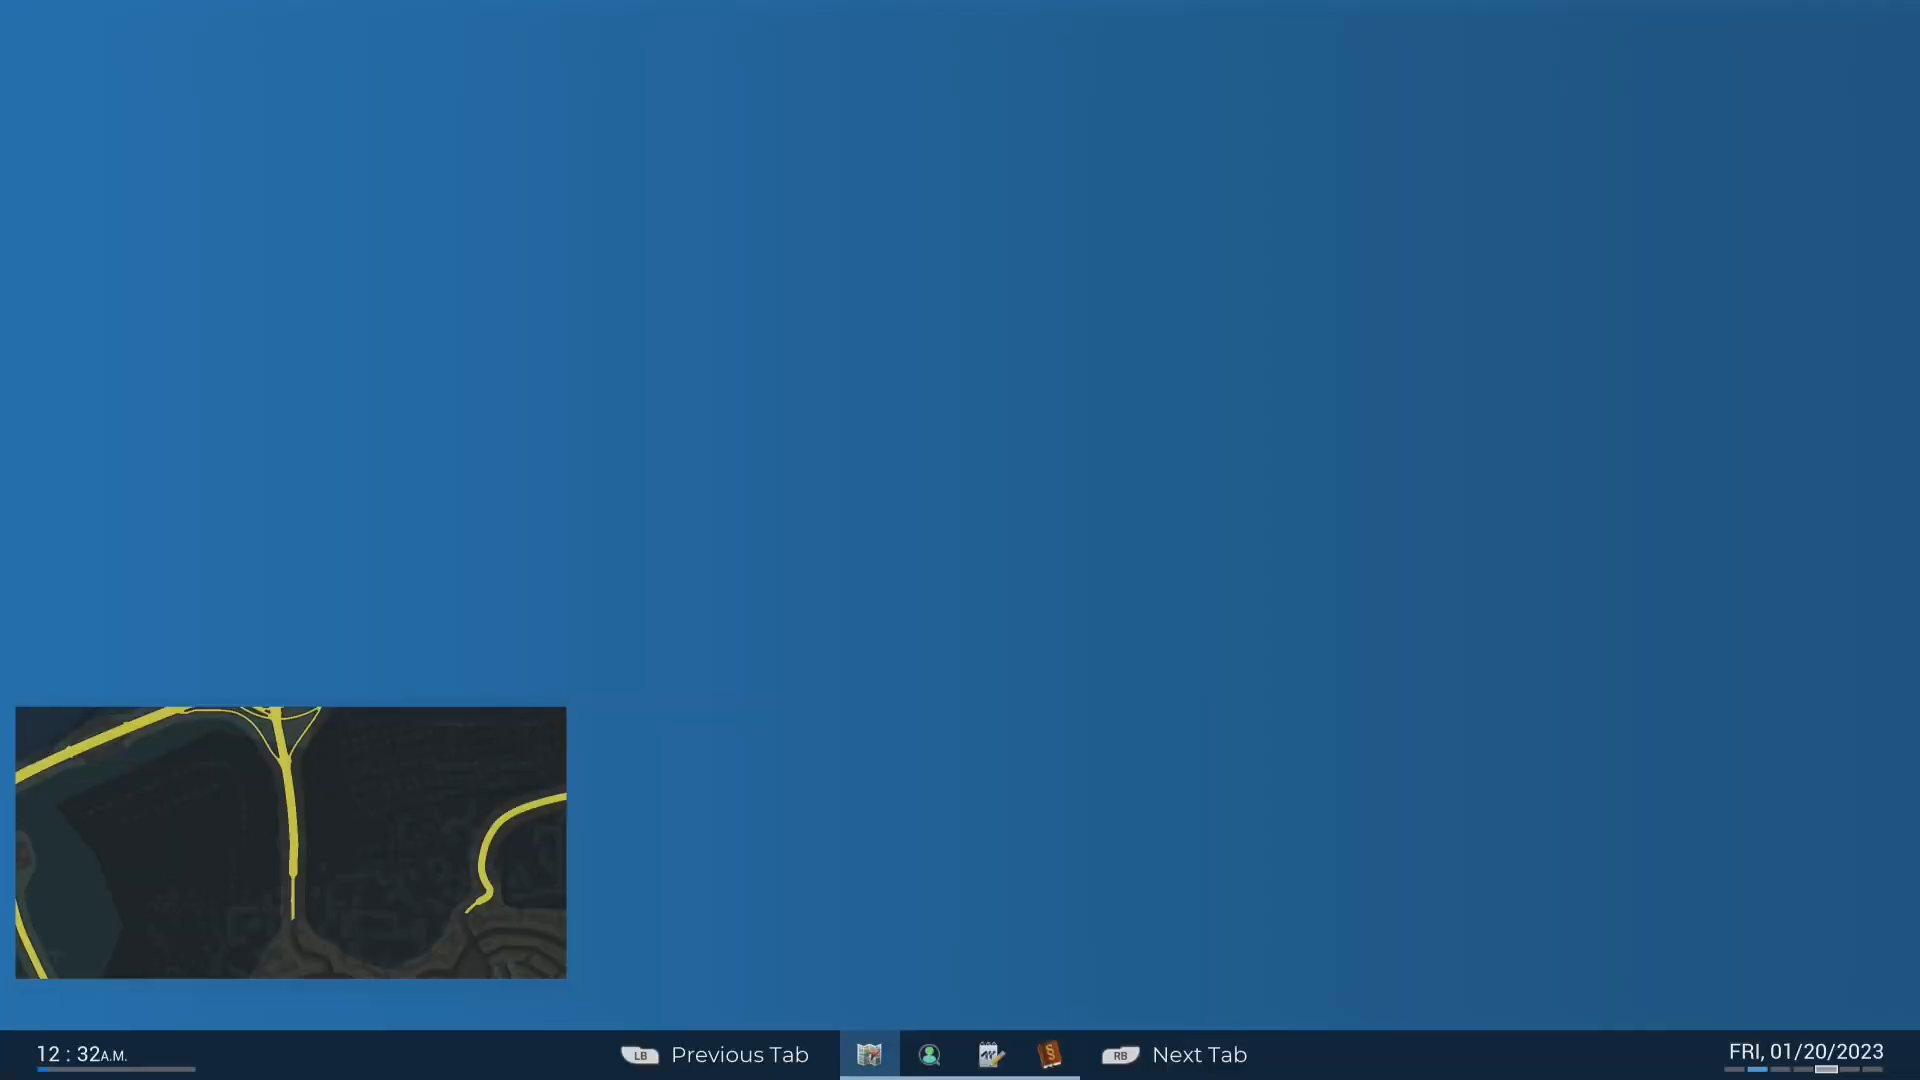 12 : 32A.M.
LB Previous Tab
§
RB Next Tab
FRI, 01/20/2023